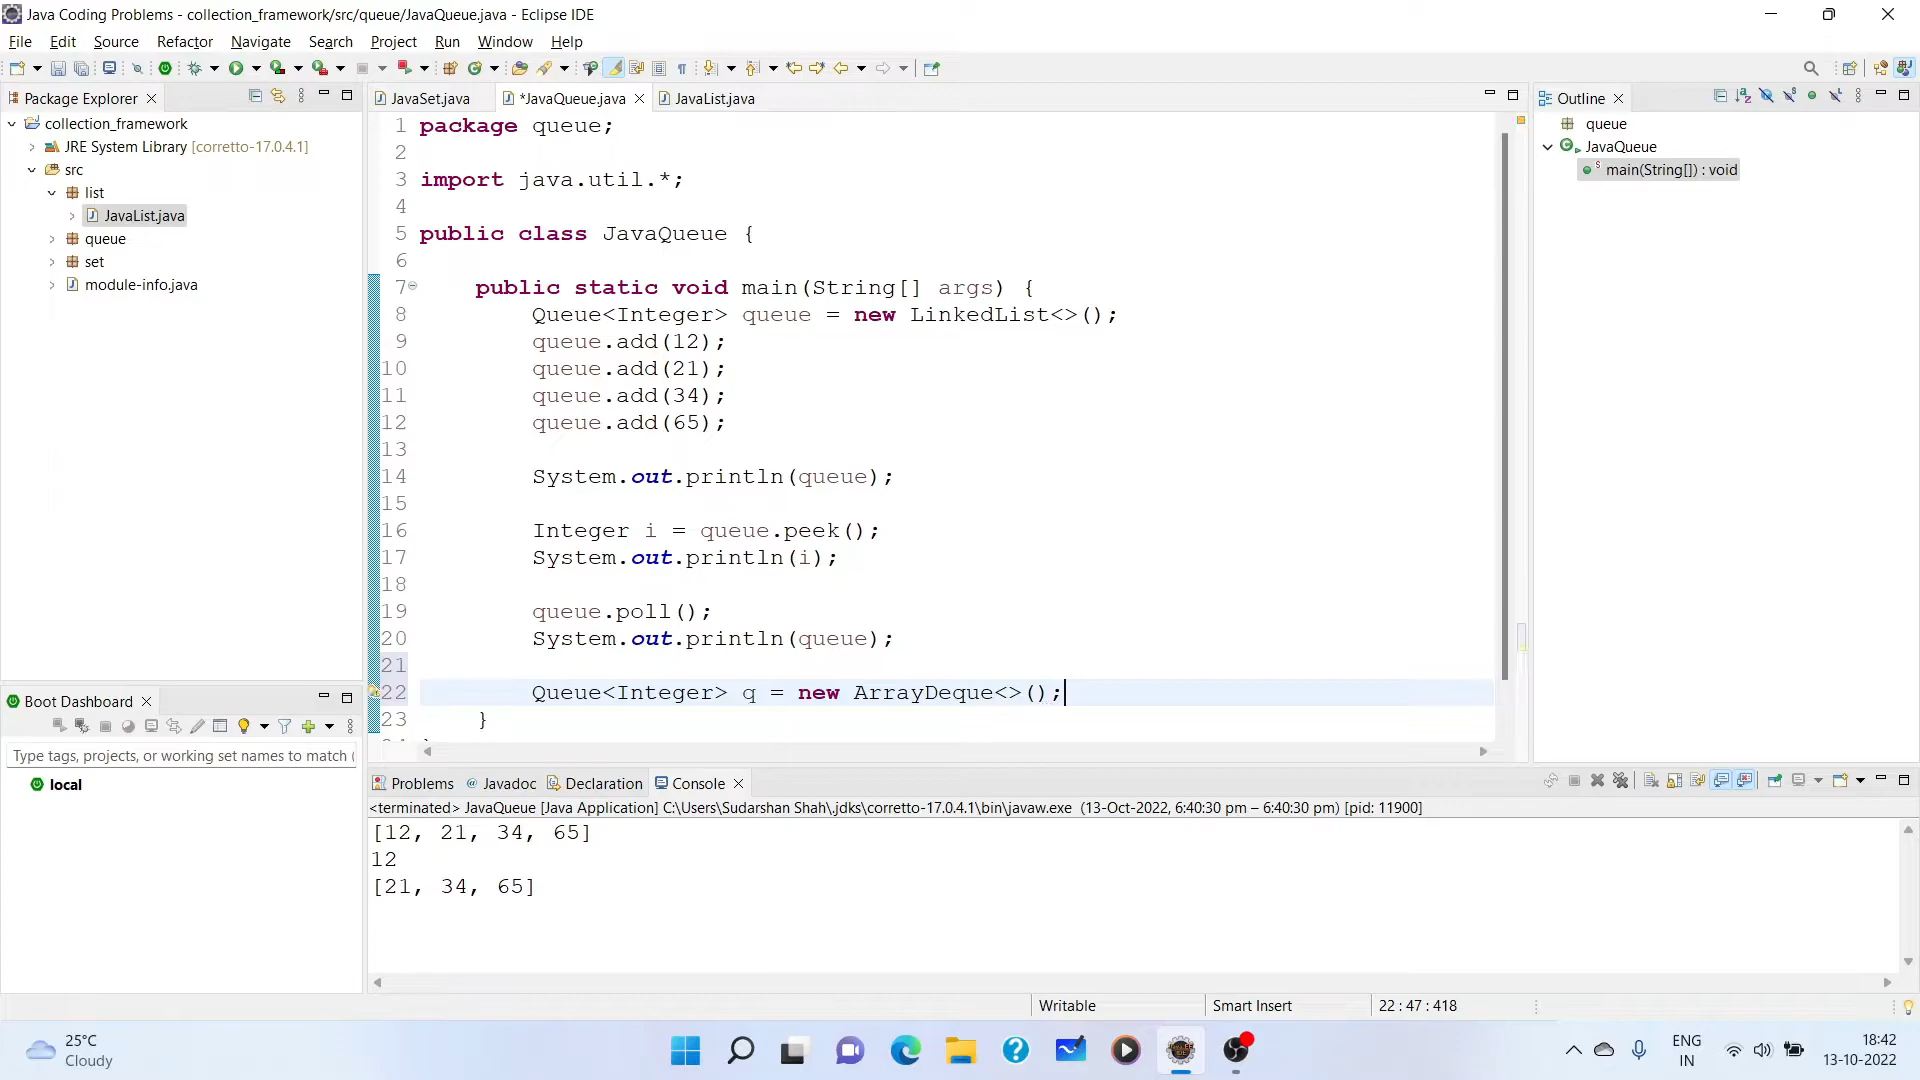 Java Coding Problems - collection_framework/src/queue/JavaQueue.java - Eclipse IDE
File Edit Source Refactor Navigate Search Project Run Window Help
Package Explorer
collection_framework
JRE System Library [corretto-17.0.4.1]
src
list
JavaList.java
queue
set
module-info.java
Boot Dashboard
Type tags, projects, or working set names to match (
local
JavaSet.java *JavaQueue.java JavaList.java
1 package queue;
2
3 import java.util.*;
4
5 public class JavaQueue {
6
7 public static void main(String[] args) {
8 Queue<Integer> queue = new LinkedList<>();
9 queue.add(12);
10 queue.add(21);
11 queue.add(34);
12 queue.add(65);
13
14 System.out.println(queue);
15
16 Integer i = queue.peek();
17 System.out.println(i);
18
19 queue.poll();
20 System.out.println(queue);
21
22 Queue<Integer> q = new ArrayDeque<>();
23 }
Outline
queue
JavaQueue
main(String[]) : void
Problems Javadoc Declaration Console
<terminated> JavaQueue [Java Application] C:\Users\Sudarshan Shah\.jdks\corretto-17.0.4.1\bin\javaw.exe (13-Oct-2022, 6:40:30 pm – 6:40:30 pm) [pid: 11900]
[12, 21, 34, 65]
12
[21, 34, 65]
Writable Smart Insert 22 : 47 : 418
25°C
Cloudy
ENG
IN
18:42
13-10-2022